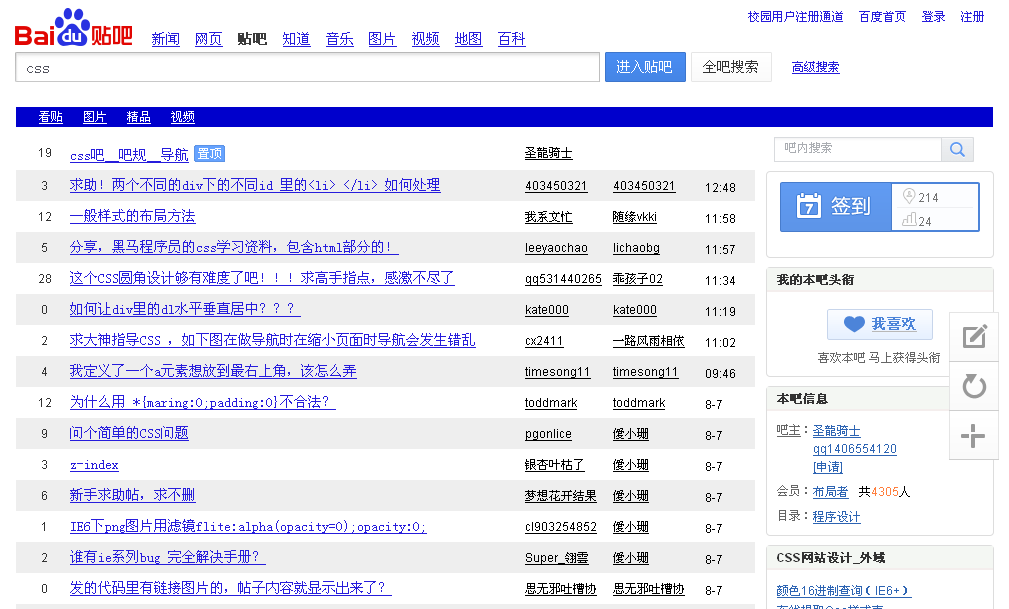 校园用户注册通道 百度首页 登录 注册
Bai du 贴吧 新闻 网页 贴吧 知道 音乐 图片 视频 地图 百科
css 进入贴吧 全吧搜索 高级搜索
看贴 图片 精品 视频
19 css吧__吧规__导航 置顶 圣龍骑士
3 求助！两个不同的div下的不同id 里的<li> </li> 如何处理 403450321 403450321 12:48
12 一般样式的布局方法 我系文忙 随缘vkki 11:58
5 分享，黑马程序员的css学习资料，包含html部分的！ leeyaochao lichaobg 11:57
28 这个CSS圆角设计够有难度了吧！！！求高手指点，感激不尽了 qq531440265 乖孩子02 11:34
0 如何让div里的dl水平垂直居中？？？ kate000 kate000 11:19
2 求大神指导CSS ，如下图在做导航时在缩小页面时导航会发生错乱 cx2411 一路风雨相依 11:02
4 我定义了一个a元素想放到最右上角，该怎么弄 timesong11 timesong11 09:46
12 为什么用 *{maring:0;padding:0}不合法？ toddmark toddmark 8-7
9 问个简单的CSS问题 pgonlice 僾小珊 8-7
3 z-index 银杏叶枯了 僾小珊 8-7
6 新手求助帖，求不删 梦想花开结果 僾小珊 8-7
1 IE6下png图片用滤镜flite:alpha(opacity=0);opacity:0; cl903254852 僾小珊 8-7
2 谁有ie系列bug 完全解决手册？ Super_翎雲 僾小珊 8-7
0 发的代码里有链接图片的，帖子内容就显示出来了？ 思无邪吐槽协 思无邪吐槽协 8-7
吧内搜索
7 签到 214
24
我的本吧头衔
我喜欢
喜欢本吧 马上获得头衔
本吧信息
吧主：圣龍骑士
qq1406554120
[申请]
会员：布局者 共4305人
目录：程序设计
CSS网站设计_外域
颜色16进制查询（IE6+）